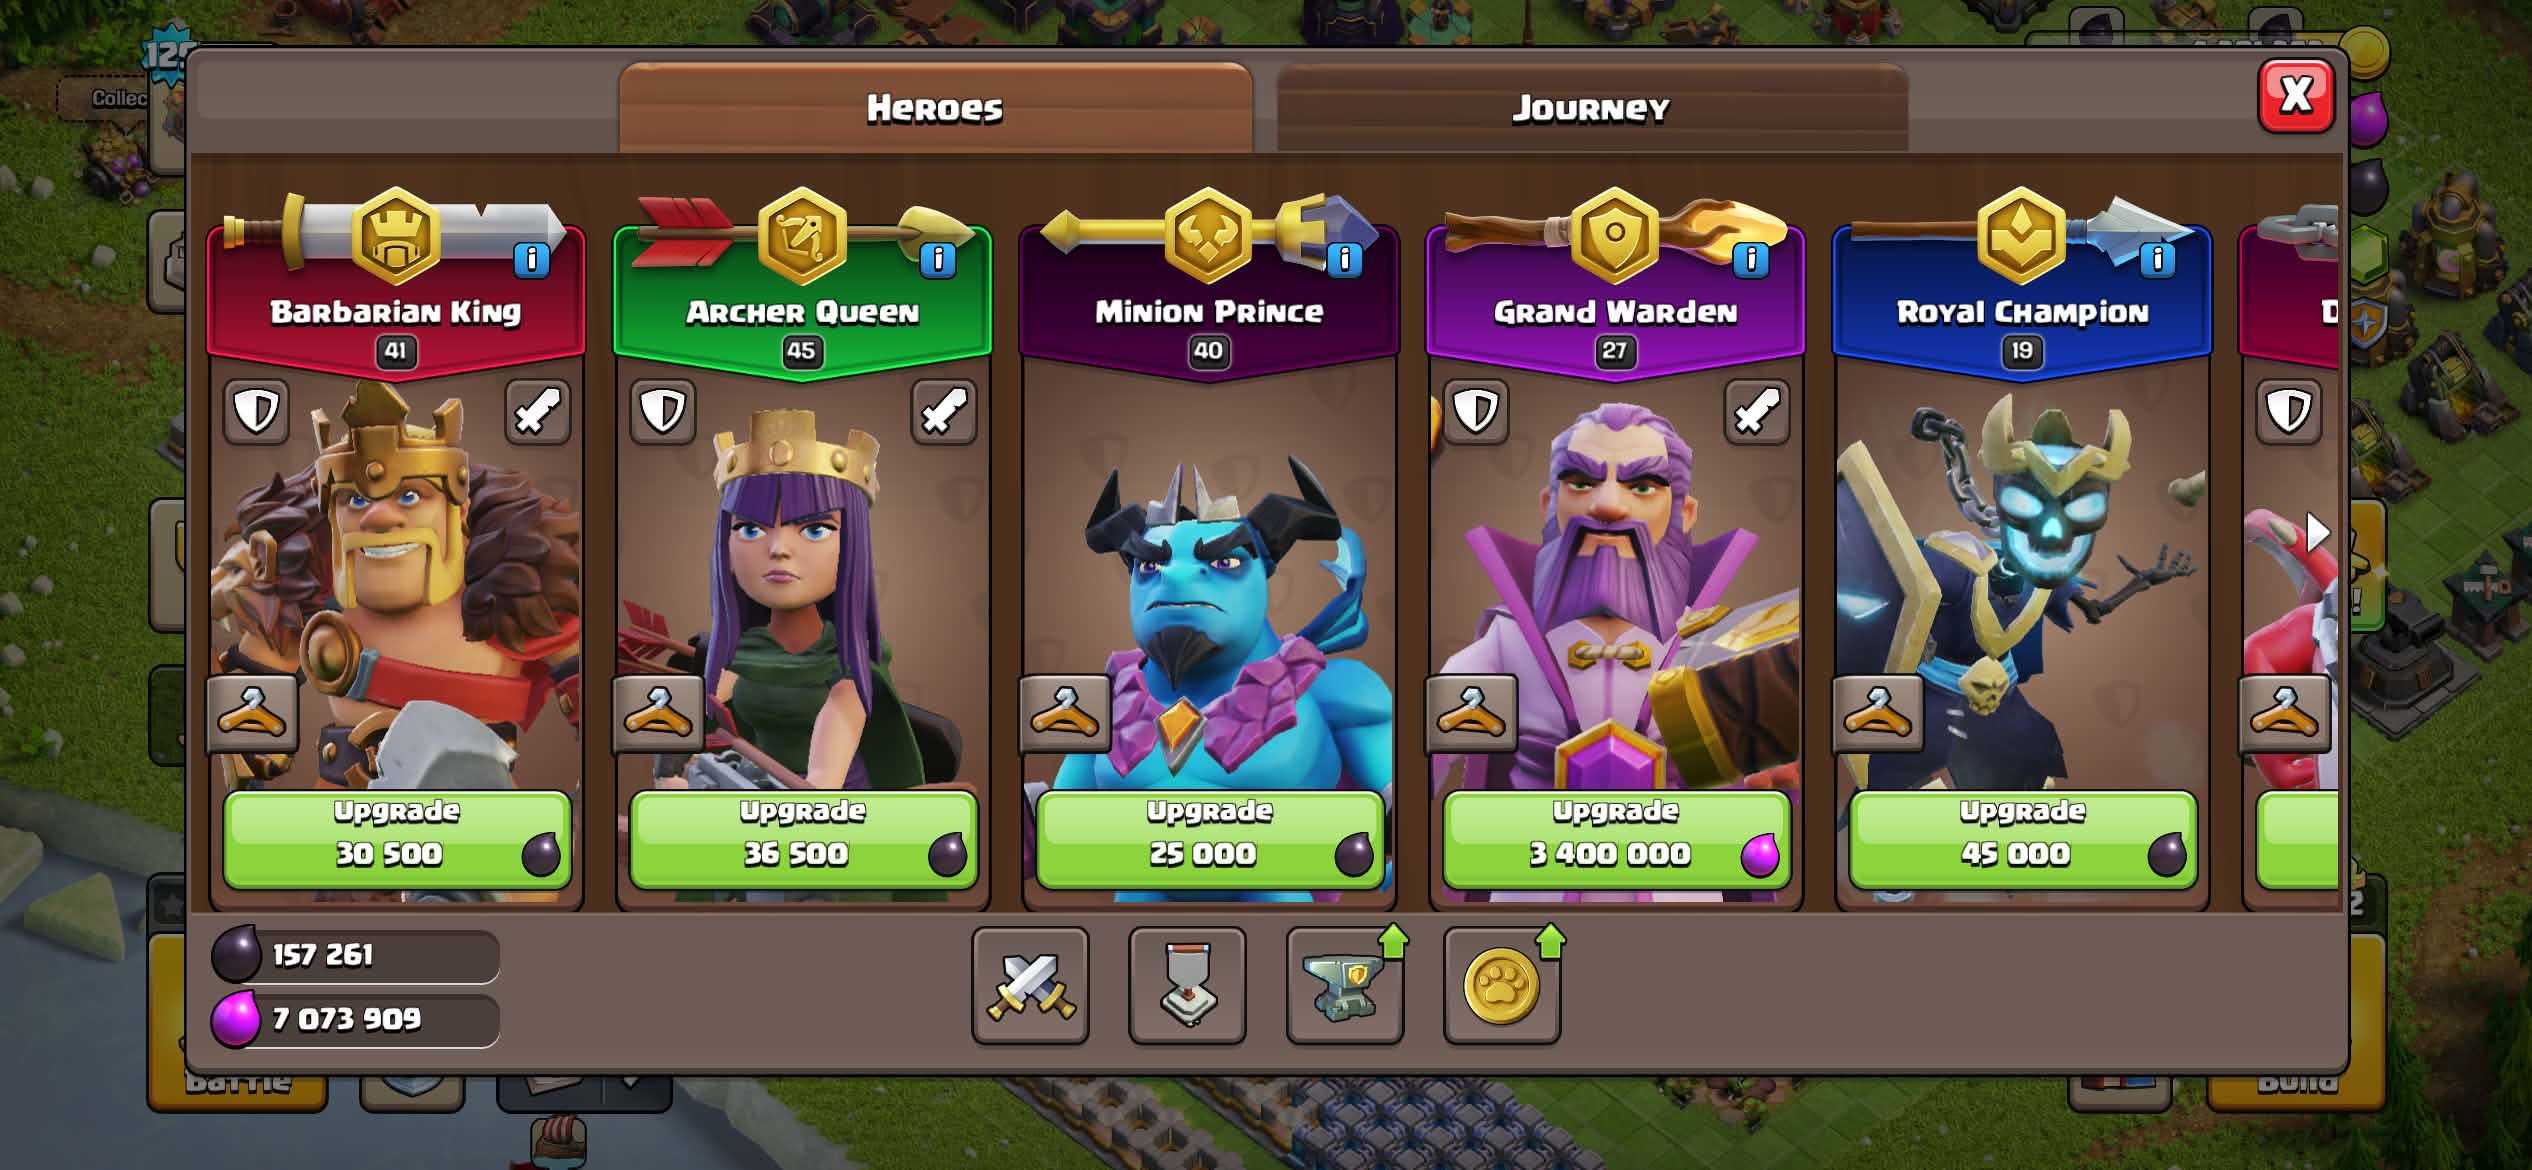 Heroes
Journey
X
Barbarian King
41
Archer Queen
45
Minion Prince
40
Grand Warden
27
Royal Champion
19
Upgrade
30 500
Upgrade
36 500
Upgrade
25 000
Upgrade
3 400 000
Upgrade
45 000
157 261
7 073 909
Battle
Build